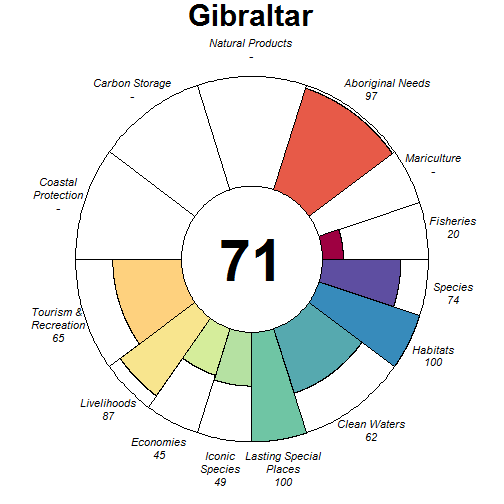 Gibraltar
Natural Products
-
Carbon Storage
-
Aboriginal Needs
97
Mariculture
-
Coastal
Protection
-
Fisheries
20
71
Species
74
Tourism &
Recreation
65
Habitats
100
Livelihoods
87
Clean Waters
62
Economies
45
Iconic
Species
49
Lasting Special
Places
100